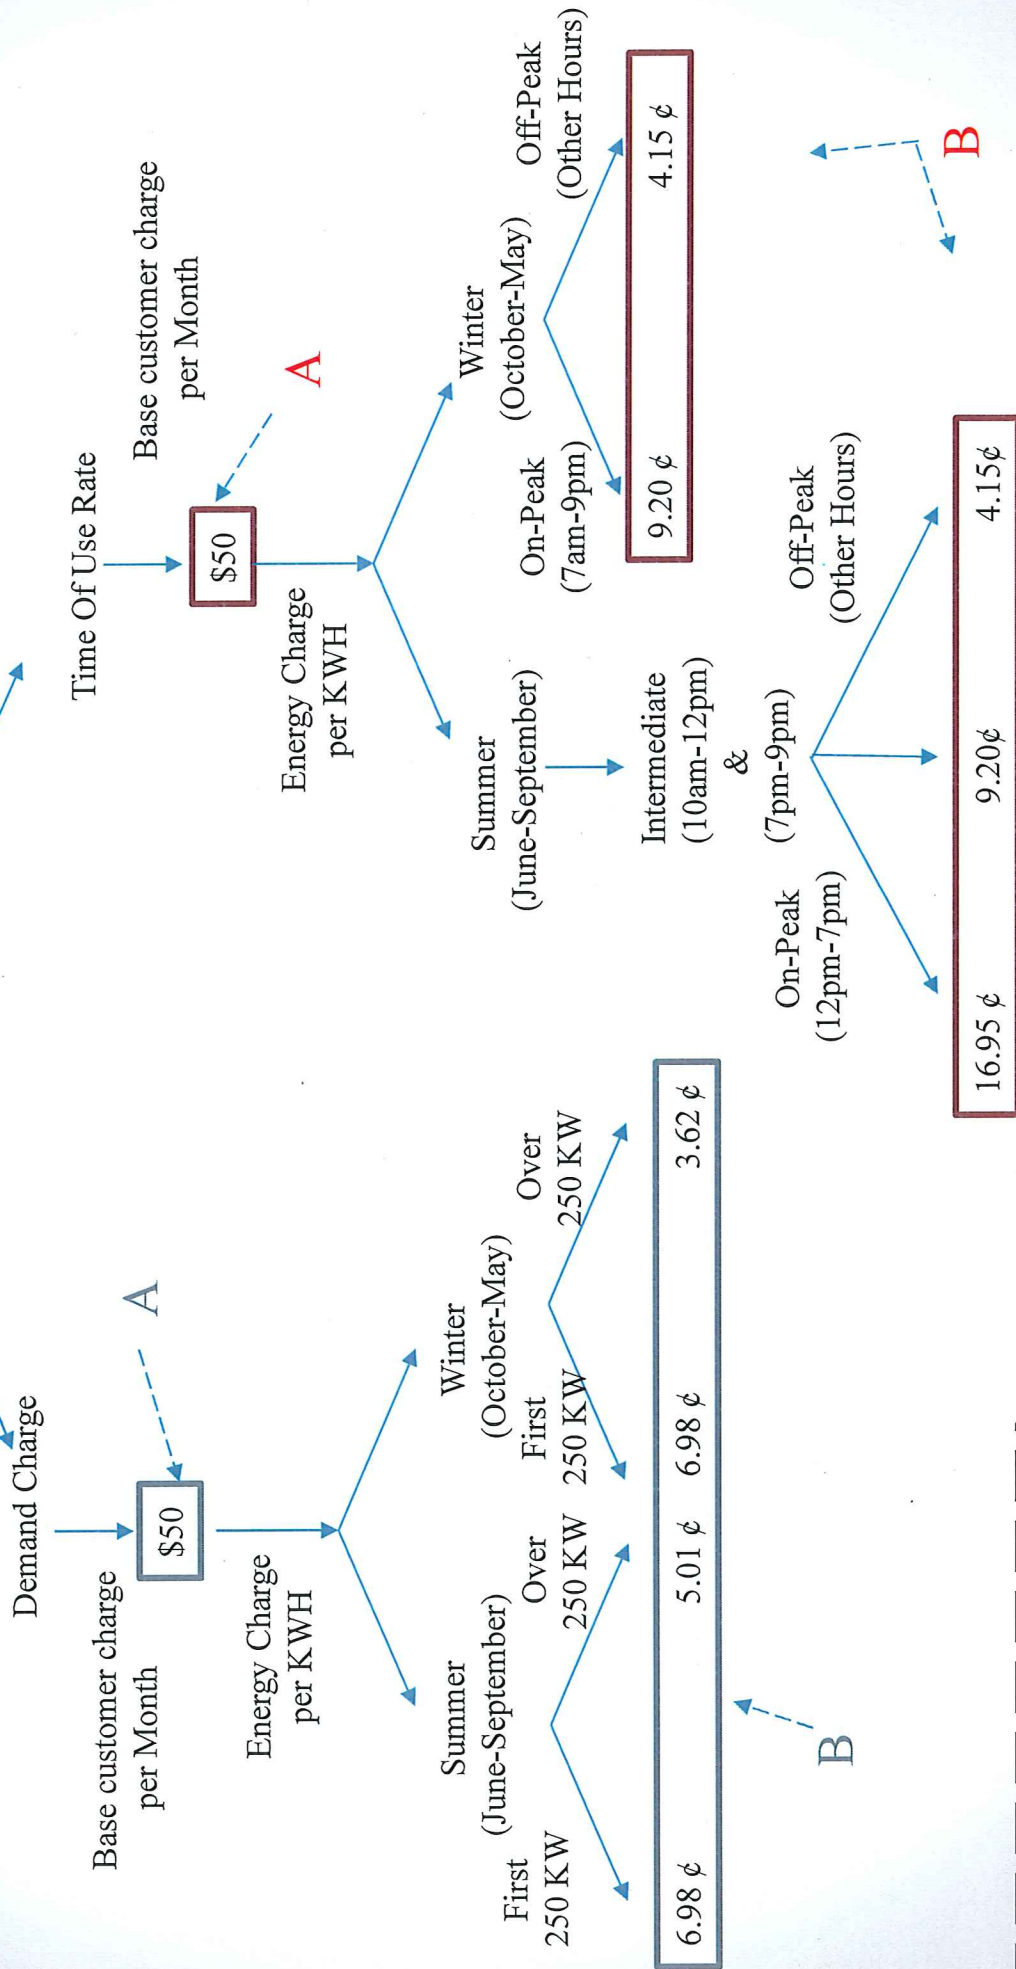 Demand Charge
Base customer charge
per Month
$50
A
Energy Charge
per KWH
Summer
(June-September)
Winter
(October-May)
First
250 KW
Over
250 KW
First
250 KW
Over
250 KW
6.98 ¢
5.01 ¢
6.98 ¢
3.62 ¢
B
Time Of Use Rate
Base customer charge
per Month
$50
A
Energy Charge
per KWH
Summer
(June-September)
Winter
(October-May)
On-Peak
(7am-9pm)
Off-Peak
(Other Hours)
9.20 ¢
4.15 ¢
Intermediate
(10am-12pm)
&
(7pm-9pm)
On-Peak
(12pm-7pm)
Off-Peak
(Other Hours)
16.95 ¢
9.20¢
4.15¢
B